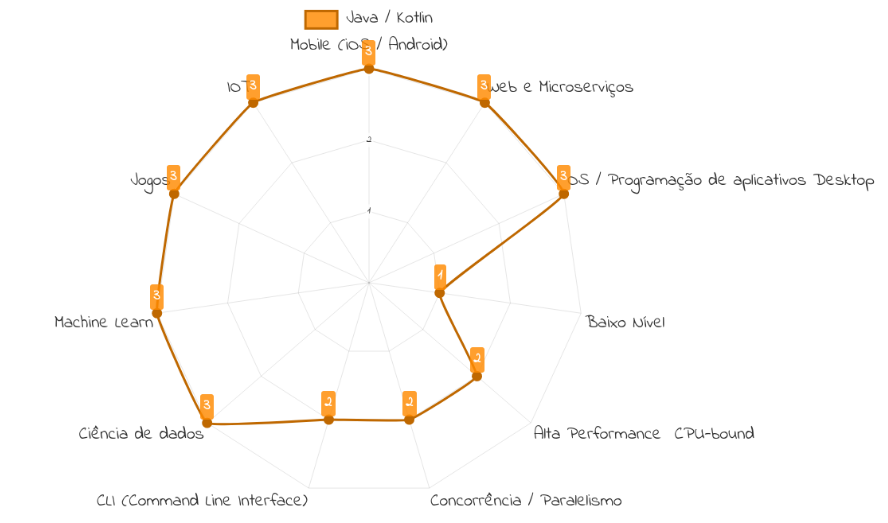 Java / Kotlin
Mobile (iOS / Android)
3
IOT
3
3
Web e Microserviços
2
Jogos
3
3
OS / Programação de aplicativos Desktop
1
1
3
Machine Learn
Baixo Nível
2
3
2
2
Ciência de dados
Alta Performance CPU-bound
CLI (Command Line Interface)
Concorrência / Paralelismo